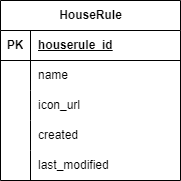 HouseRule
PK houserule_id
name
icon_url
created
last_modified